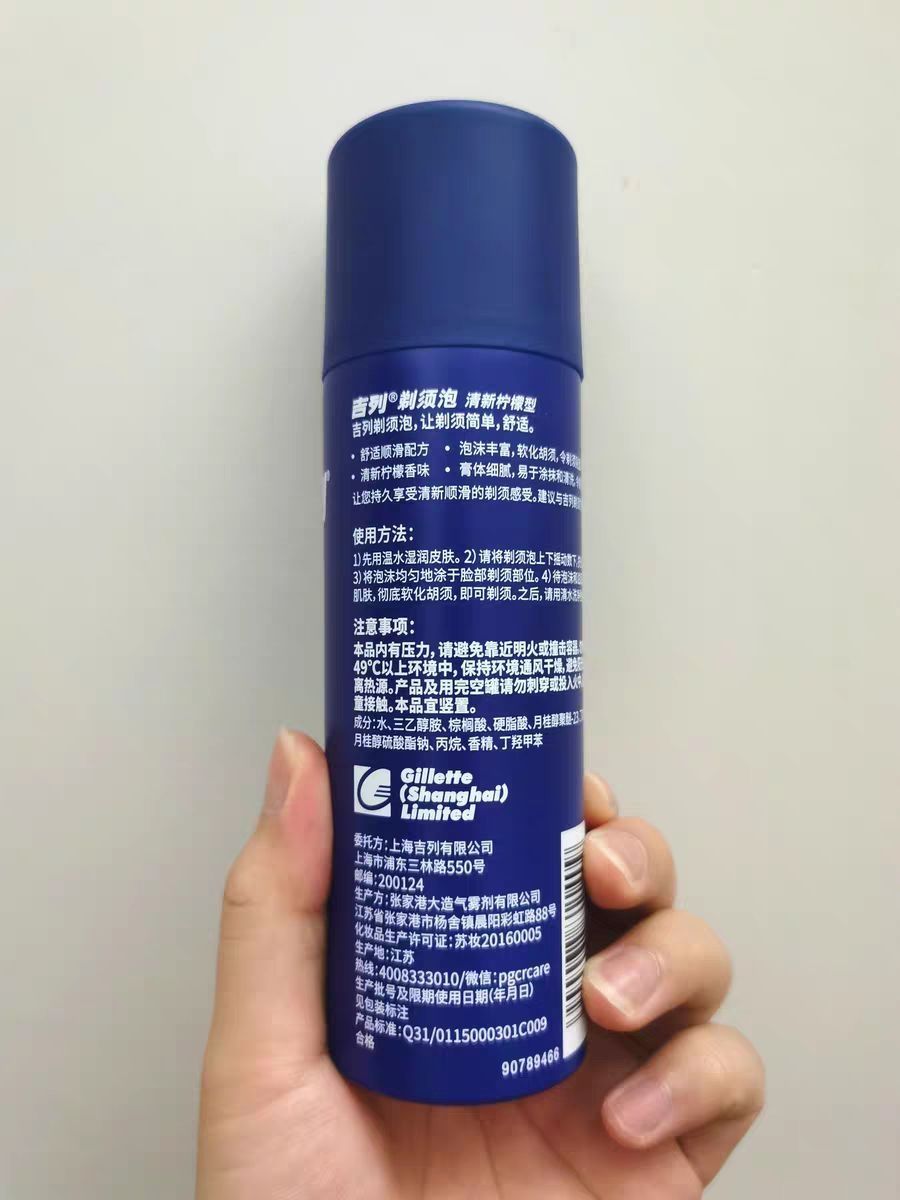 吉列®剃须泡 清新柠檬型
吉列剃须泡，让剃须简单，舒适。
• 舒适顺滑配方 • 泡沫丰富，软化胡须，令剃须
• 清新柠檬香味 • 膏体细腻，易于涂抹和清洗，
让您持久享受清新顺滑的剃须感受。建议与吉列剃
使用方法：
1）先用温水湿润皮肤。2）请将剃须泡上下摇动数下，
3）将泡沫均匀地涂于脸部剃须部位。4）待泡沫
肌肤，彻底软化胡须，即可剃须。之后，请用清水洗
注意事项：
本品内有压力，请避免靠近明火或撞击容器，
49℃以上环境中，保持环境通风干燥，避免
离热源。产品及用完空罐请勿刺穿或投入火中，
童接触。本品宜竖置。
成分：水、三乙醇胺、棕榈酸、硬脂酸、月桂醇聚醚-23、
月桂醇硫酸酯钠、丙烷、香精、丁羟甲苯
Gillette
(Shanghai)
Limited
委托方：上海吉列有限公司
上海市浦东三林路550号
邮编：200124
生产方：张家港大造气雾剂有限公司
江苏省张家港市杨舍镇晨阳彩虹路88号
化妆品生产许可证：苏妆20160005
生产地：江苏
热线：4008333010/微信：pgcrcare
生产批号及限期使用日期（年月日）
见包装标注
产品标准：Q31/0115000301C009
合格
90789466